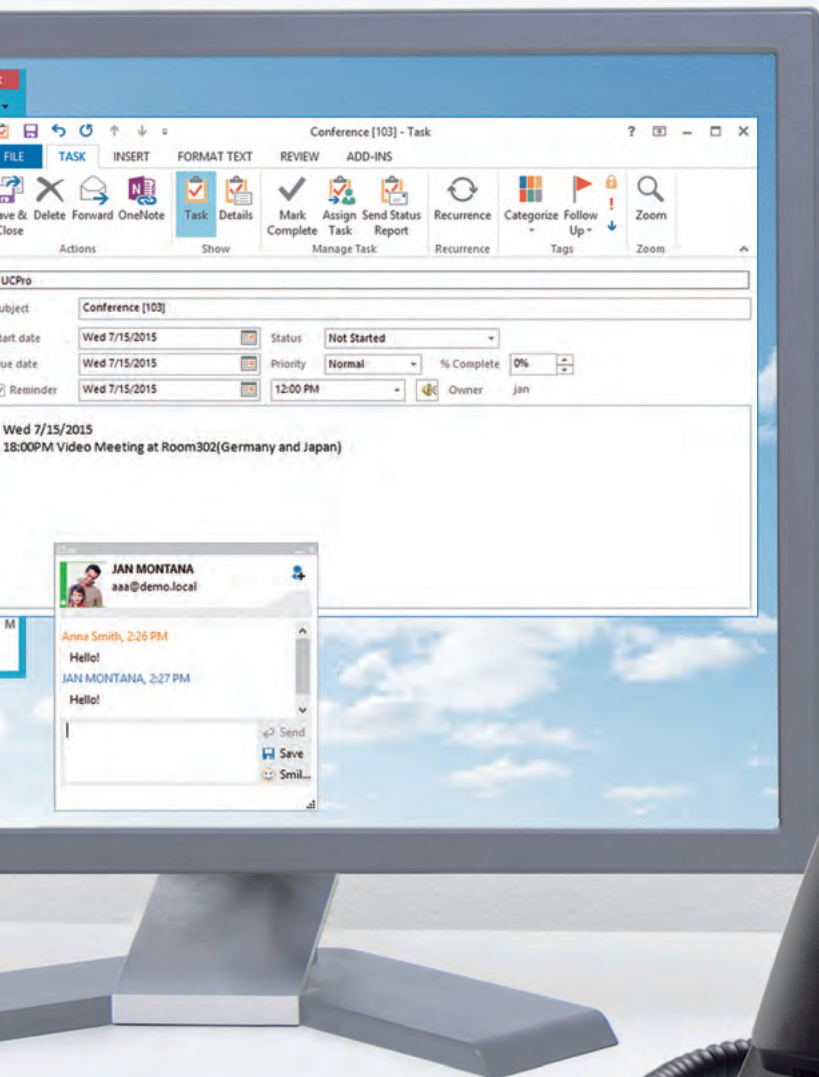 Conference [103] - Task
?
FILE TASK INSERT FORMAT TEXT REVIEW ADD-INS
Delete Forward OneNote Task Details Mark Complete Assign Task Send Status Report Recurrence Categorize Follow Up Zoom
Close
Actions Show Manage Task Recurrence Tags Zoom
UCPro
Conference [103]
date Wed 7/15/2015 Status Not Started
date Wed 7/15/2015 Priority Normal % Complete 0%
Reminder Wed 7/15/2015 12:00 PM Owner jan
Wed 7/15/2015
18:00PM Video Meeting at Room302(Germany and Japan)
JAN MONTANA
aaa@demo.local
M
Anna Smith, 2:26 PM
Hello!
JAN MONTANA, 2:27 PM
Hello!
Send
Save
Smil...